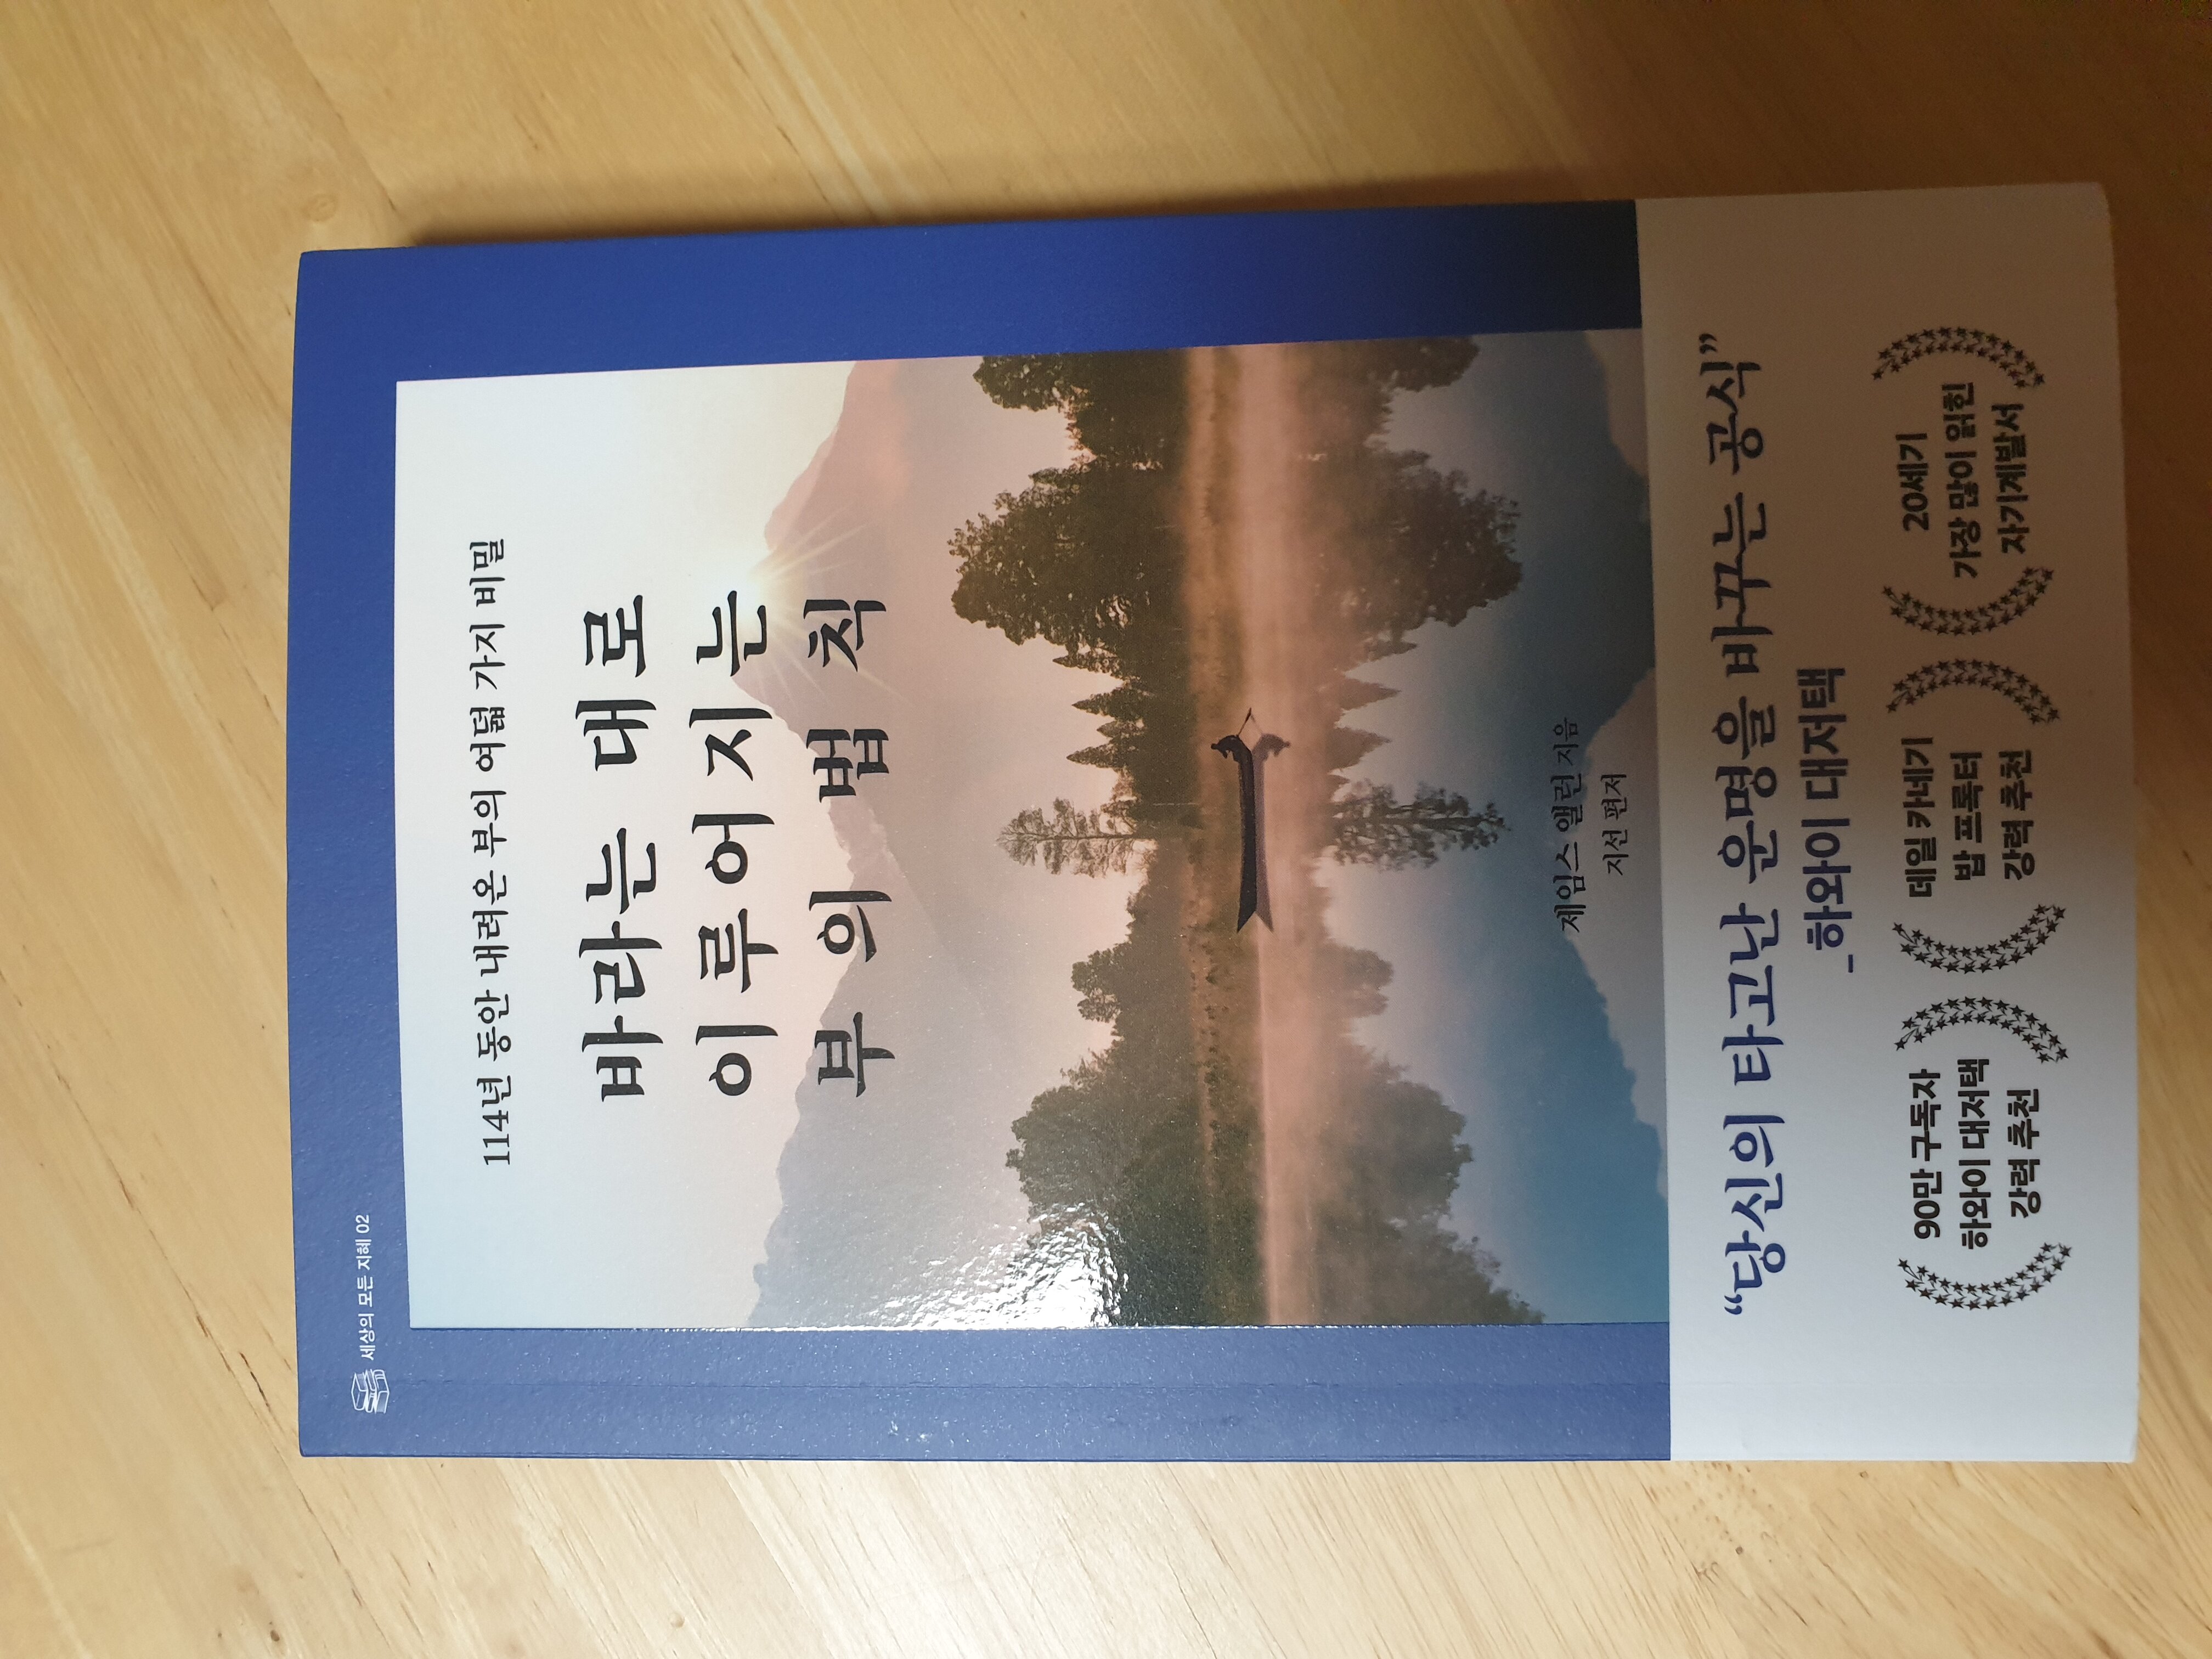 세상의 모든 지혜 02
114년 동안 내려온 부의 여덟 가지 비밀
바라는 대로
이루어지는
부의 법칙
제임스 앨런 지음
지선 편저
“당신의 타고난 운명을 바꾸는 공식”
_하와이 대저택
90만 구독자
하와이 대저택
강력 추천
데일 카네기
밥 프록터
강력 추천
20세기
가장 많이 읽힌
자기계발서